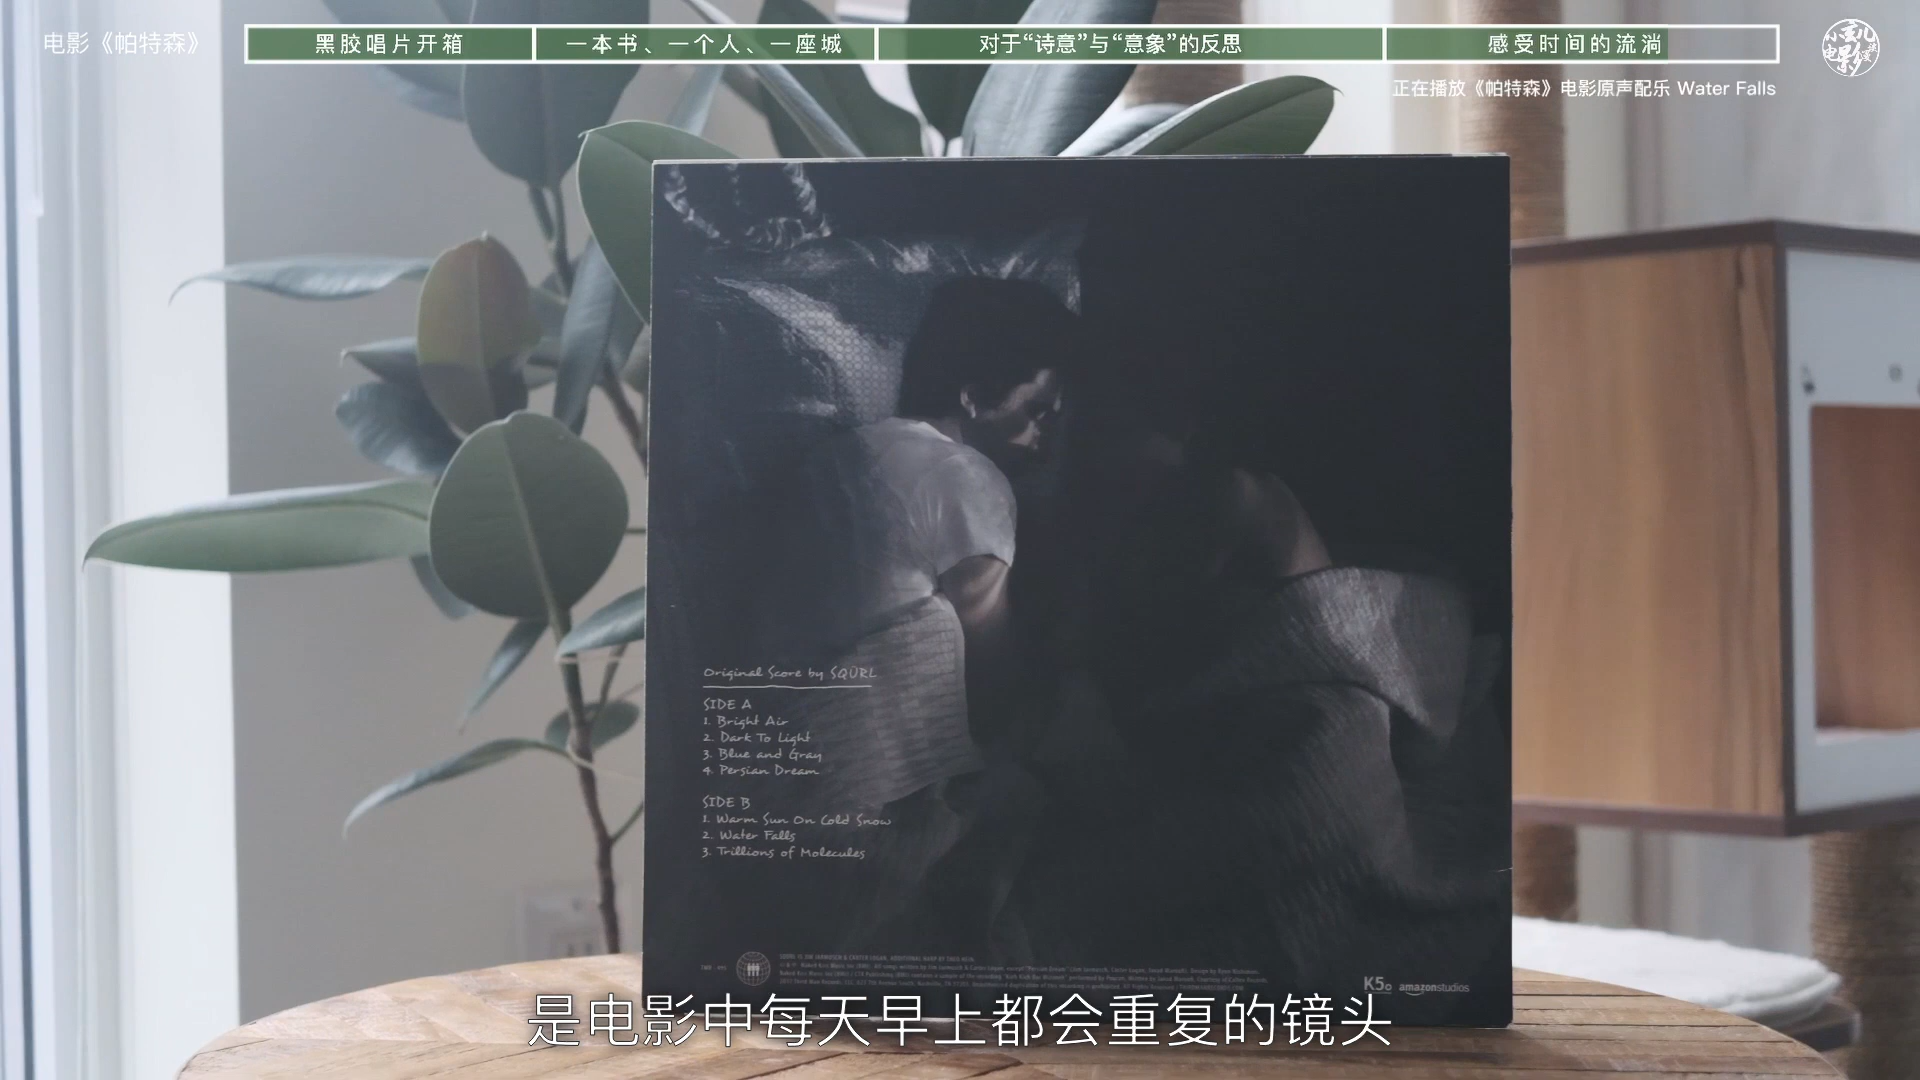 电影《帕特森》
黑胶唱片开箱
一本书、一个人、一座城
对于“诗意”与“意象”的反思
感受时间的流淌
正在播放《帕特森》电影原声配乐 Water Falls
Original Score by SQÜRL
SIDE A
1. Bright Air
2. Dark To Light
3. Blue and Gray
4. Persian Dream
SIDE B
1. Warm Sun On Cold Snow
2. Water Falls
3. Trillions of Molecules
K5o amazonstudios
是电影中每天早上都会重复的镜头